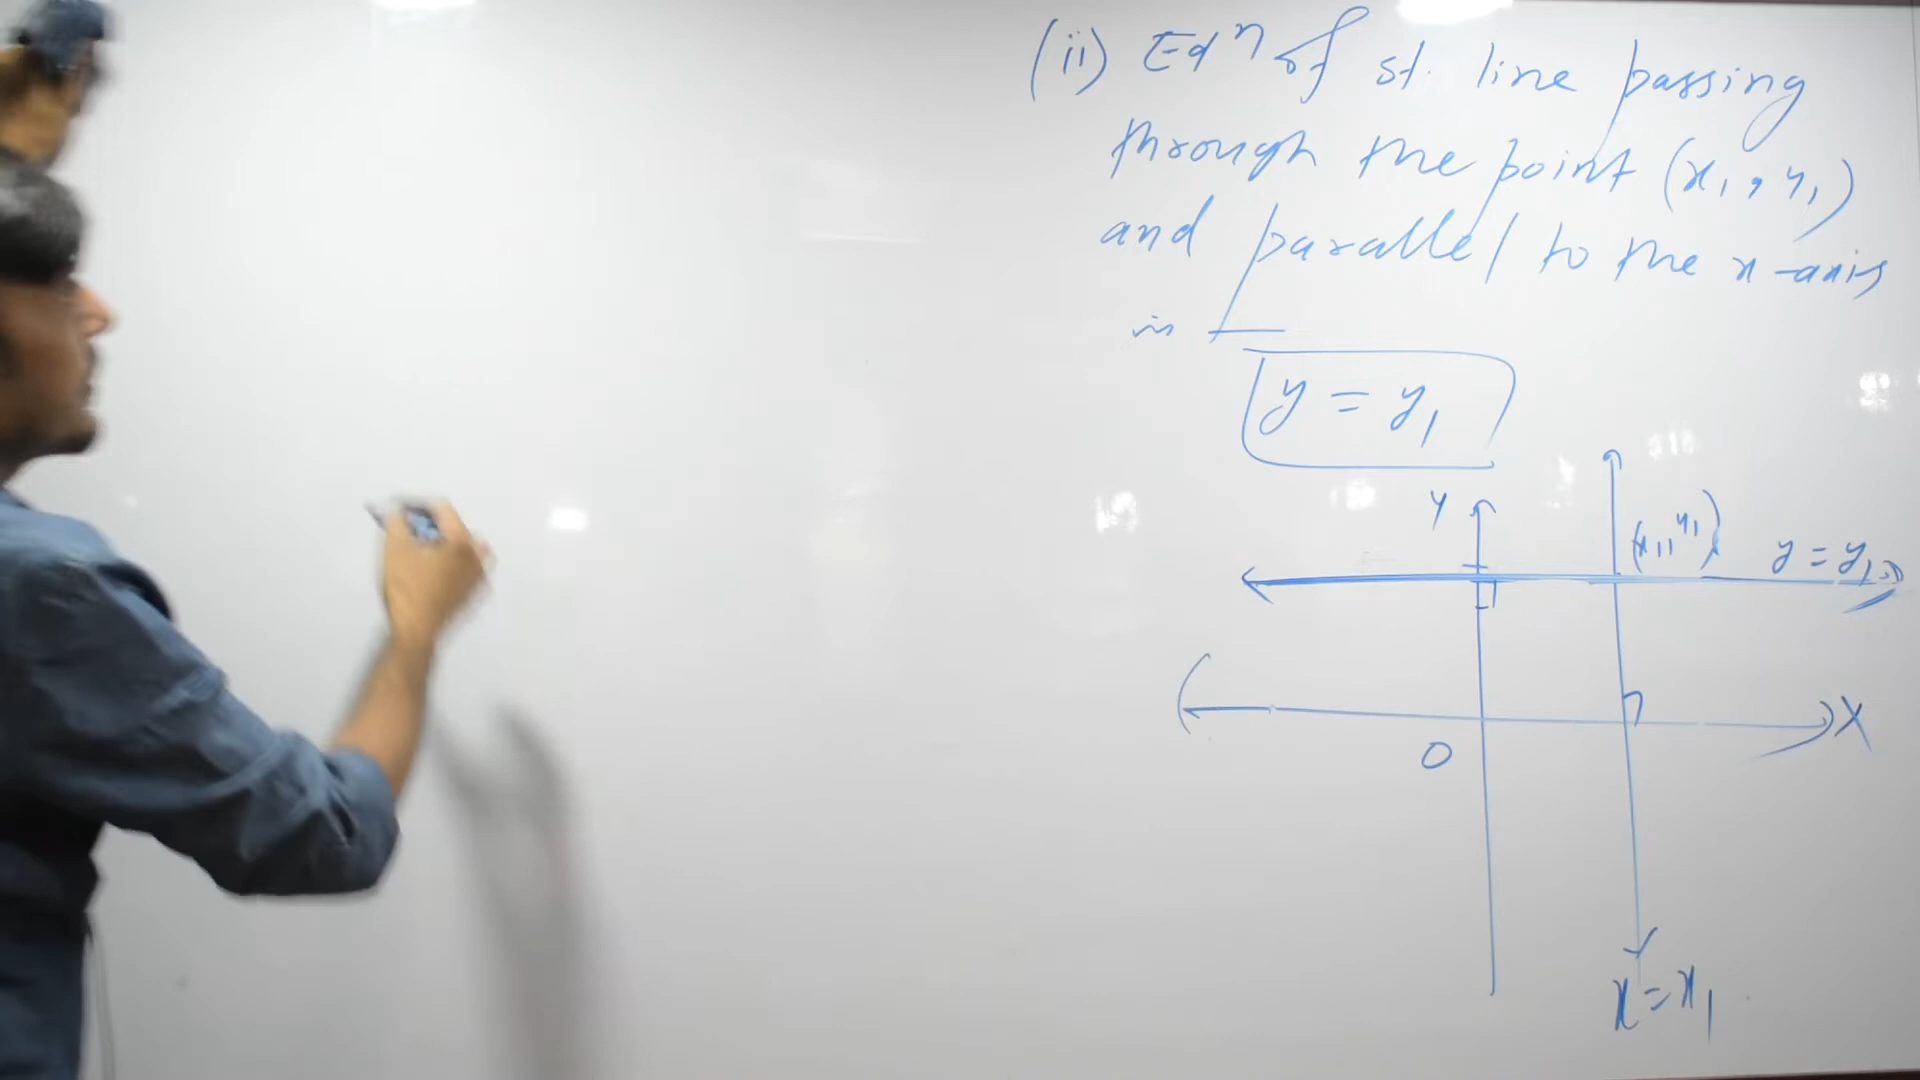 (ii) Eqⁿ of st. line passing
through the point (x₁, y₁)
and parallel to the x-axis
is
y = y₁
Y
(x₁, y₁)
y = y₁
X
O
x = x₁